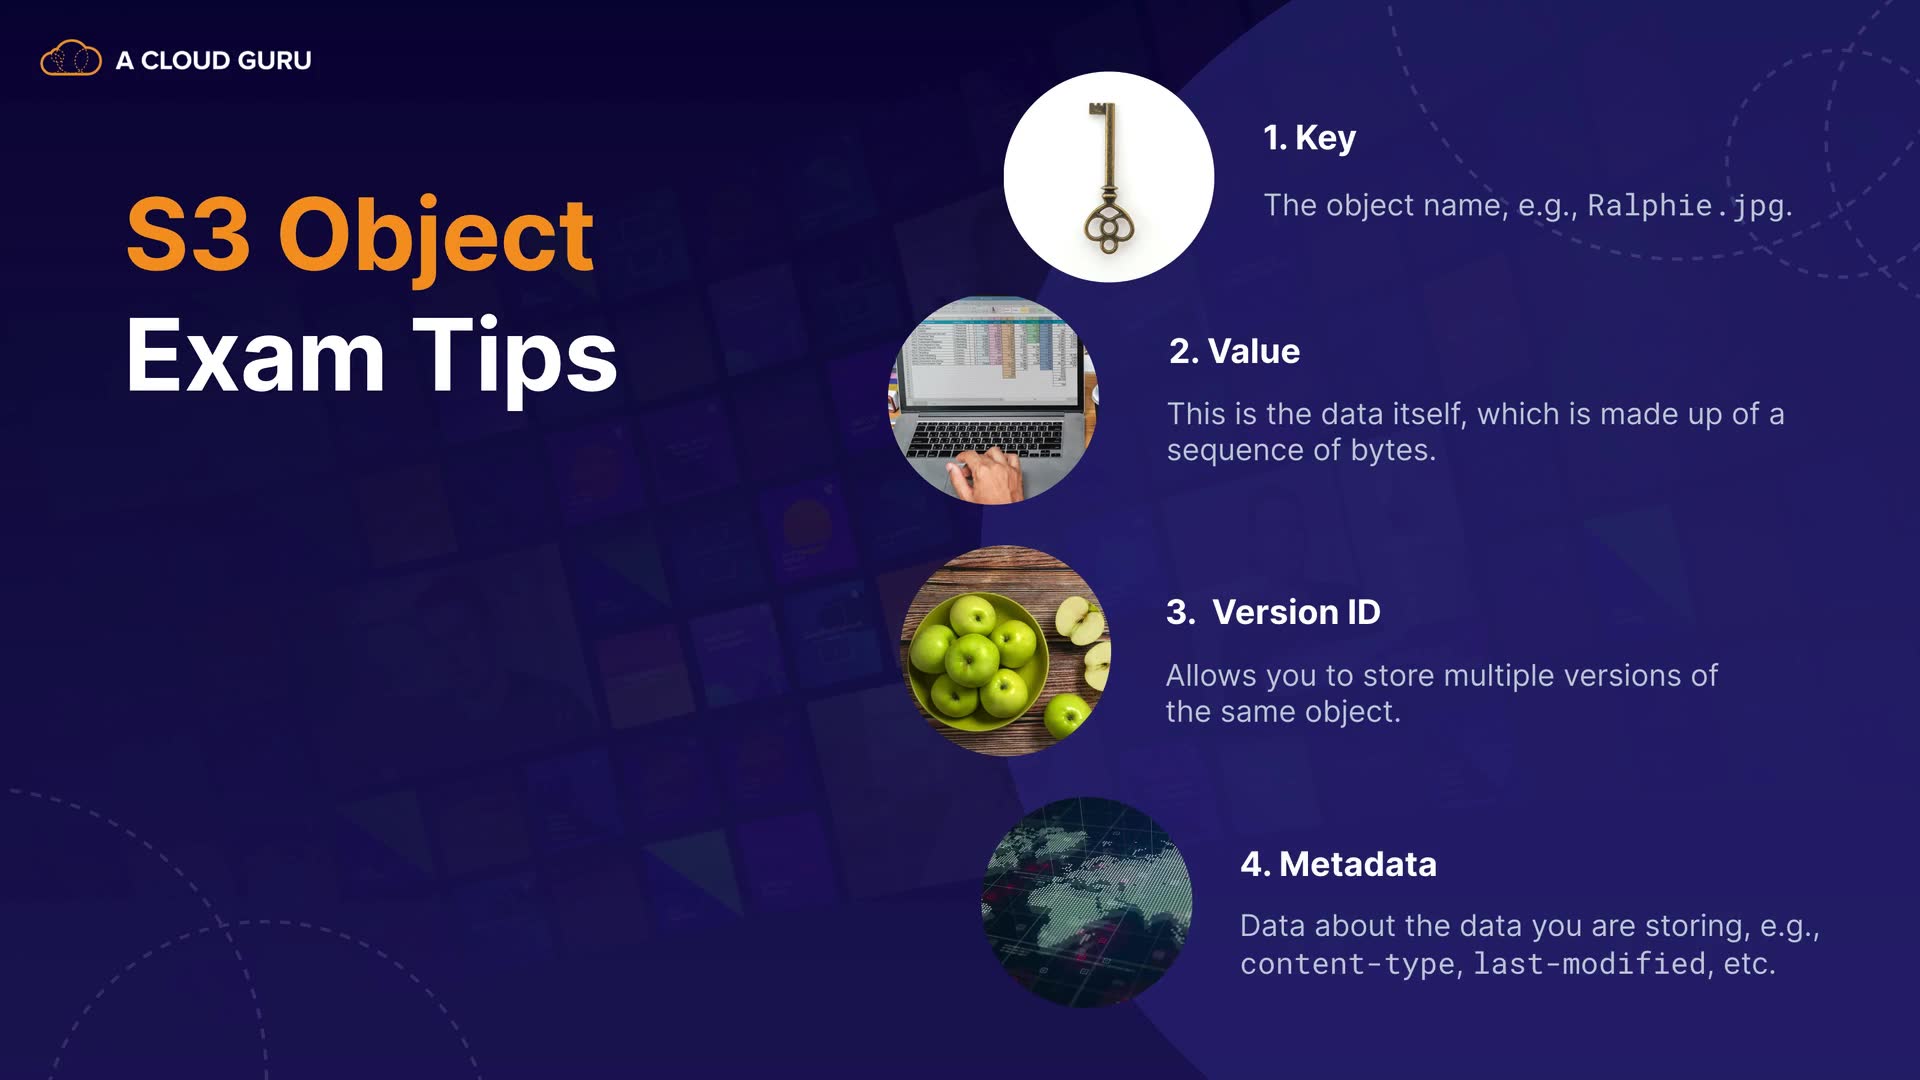 A CLOUD GURU
S3 Object
Exam Tips
1. Key
The object name, e.g., Ralphie.jpg.
2. Value
This is the data itself, which is made up of a
sequence of bytes.
3. Version ID
Allows you to store multiple versions of
the same object.
4. Metadata
Data about the data you are storing, e.g.,
content-type, last-modified, etc.